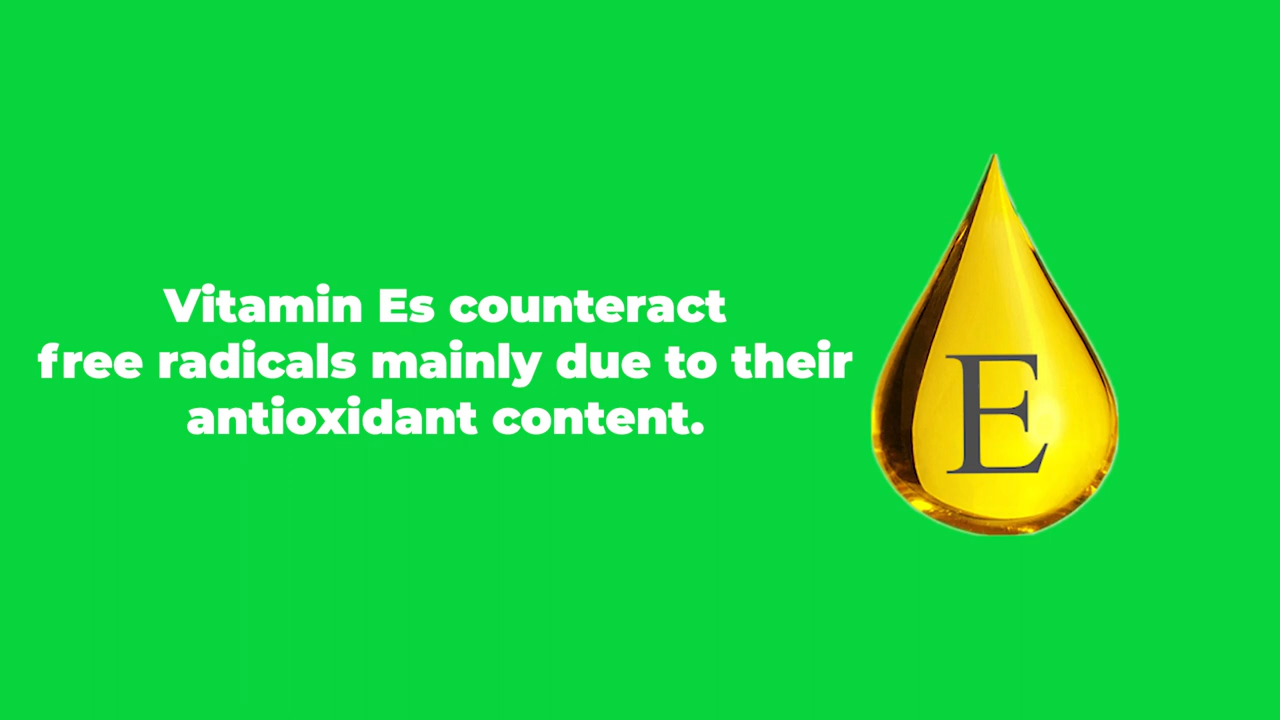 Vitamin Es counteract
free radicals mainly due to their
antioxidant content.
E